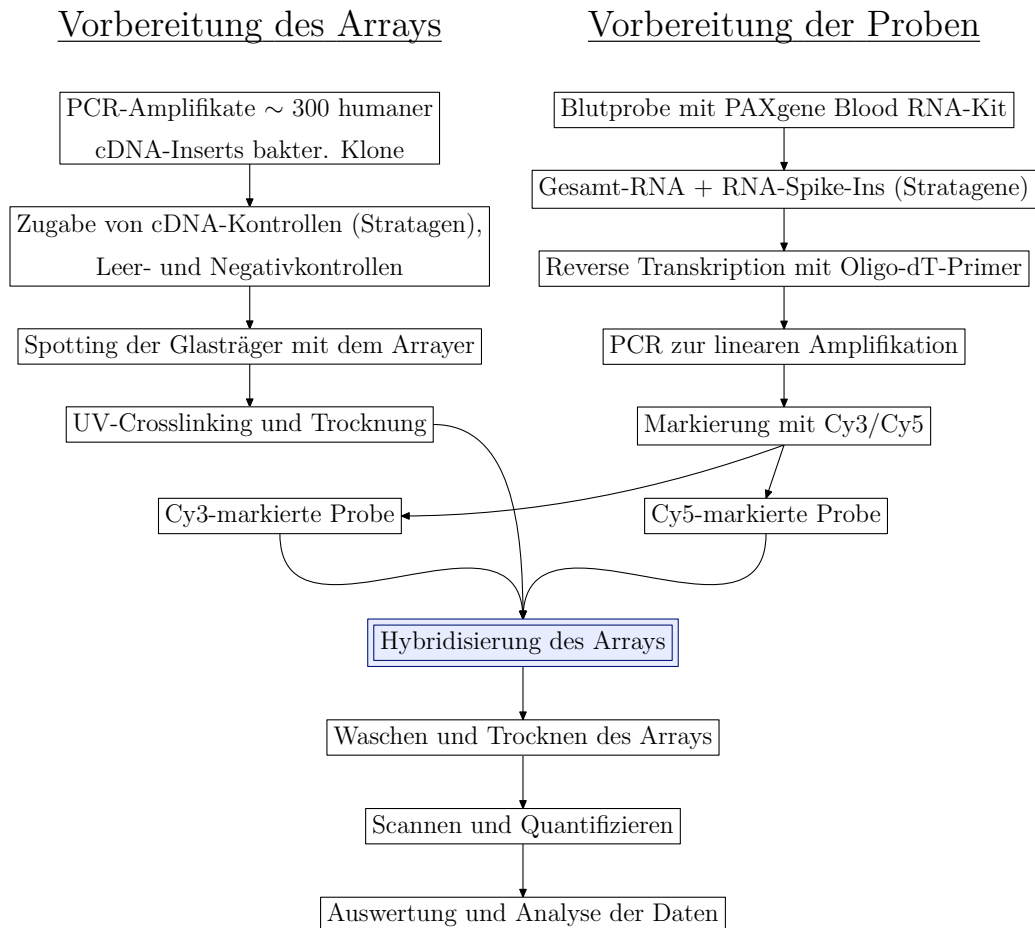 Vorbereitung des Arrays
PCR-Amplifikate ∼ 300 humaner
cDNA-Inserts bakter. Klone
Zugabe von cDNA-Kontrollen (Stratagen),
Leer- und Negativkontrollen
Spotting der Glasträger mit dem Arrayer
UV-Crosslinking und Trocknung
Vorbereitung der Proben
Blutprobe mit PAXgene Blood RNA-Kit
Gesamt-RNA + RNA-Spike-Ins (Stratagene)
Reverse Transkription mit Oligo-dT-Primer
PCR zur linearen Amplifikation
Markierung mit Cy3/Cy5
Cy3-markierte Probe
Cy5-markierte Probe
Hybridisierung des Arrays
Waschen und Trocknen des Arrays
Scannen und Quantifizieren
Auswertung und Analyse der Daten